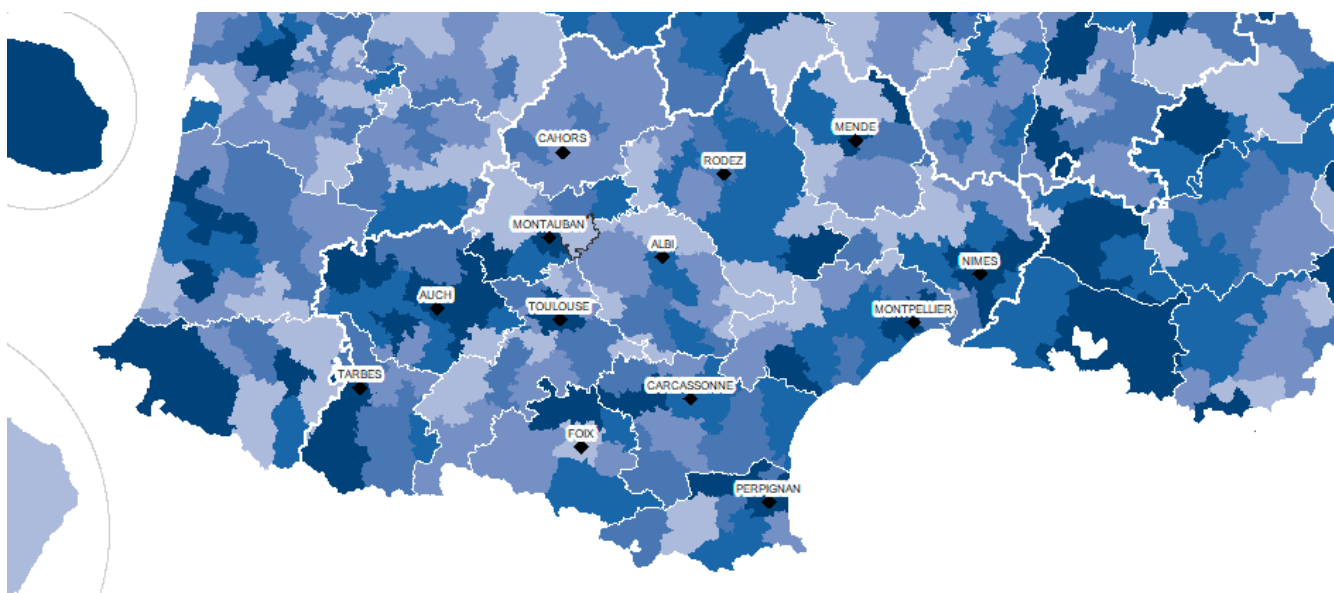 CAHORS
MENDE
RODEZ
MONTAUBAN
ALBI
NIMES
AUCH
TOULOUSE
MONTPELLIER
TARBES
CARCASSONNE
FOIX
PERPIGNAN